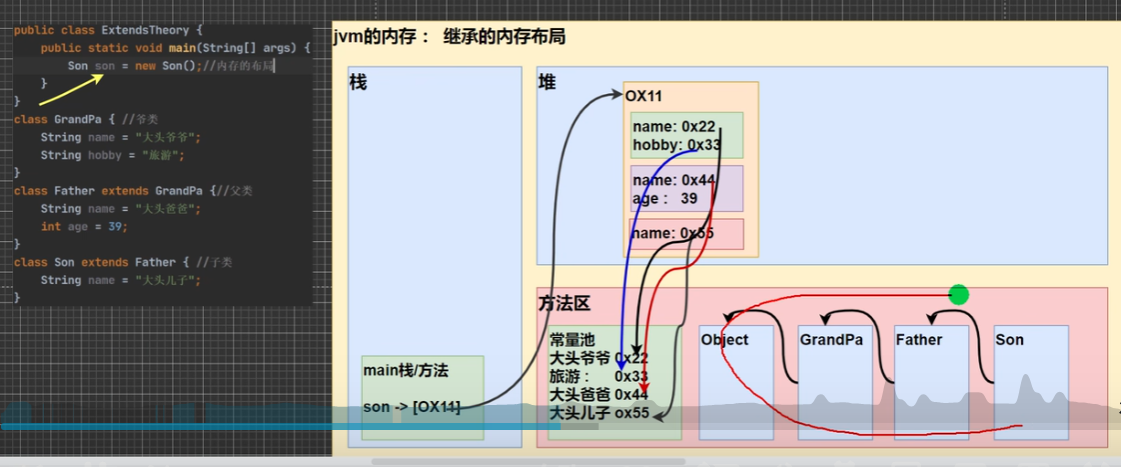 public class ExtendsTheory {
public static void main(String[] args) {
Son son = new Son();//内存的布局
}
}
class GrandPa { //爷类
String name = "大头爷爷";
String hobby = "旅游";
}
class Father extends GrandPa {//父类
String name = "大头爸爸";
int age = 39;
}
class Son extends Father { //子类
String name = "大头儿子";
}
jvm的内存： 继承的内存布局
栈
main栈/方法
son -> [OX11]
堆
OX11
name: 0x22
hobby: 0x33
name: 0x44
age： 39
name: 0x55
方法区
常量池
大头爷爷 0x22
旅游： 0x33
大头爸爸 0x44
大头儿子 ox55
Object
GrandPa
Father
Son